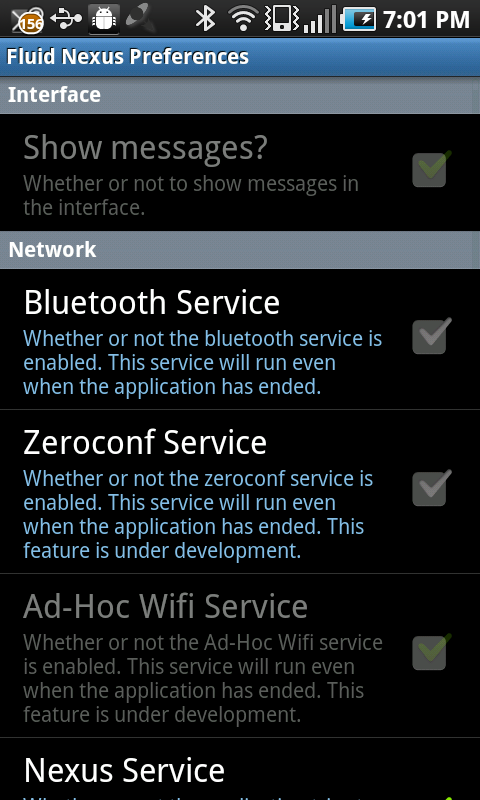 156
7:01 PM
Fluid Nexus Preferences
Interface
Show messages?
Whether or not to show messages in
the interface.
Network
Bluetooth Service
Whether or not the bluetooth service is
enabled. This service will run even
when the application has ended.
Zeroconf Service
Whether or not the zeroconf service is
enabled. This service will run even
when the application has ended. This
feature is under development.
Ad-Hoc Wifi Service
Whether or not the Ad-Hoc Wifi service
is enabled. This service will run even
when the application has ended. This
feature is under development.
Nexus Service